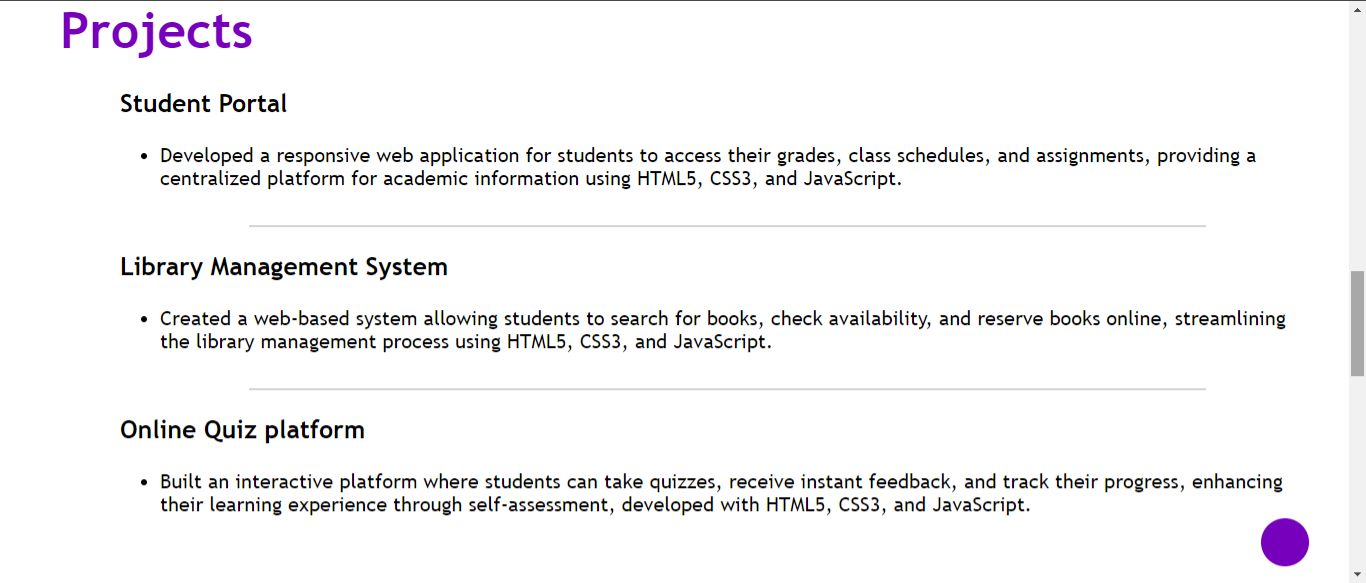 Projects
Student Portal
Developed a responsive web application for students to access their grades, class schedules, and assignments, providing a
centralized platform for academic information using HTML5, CSS3, and JavaScript.
Library Management System
Created a web-based system allowing students to search for books, check availability, and reserve books online, streamlining
the library management process using HTML5, CSS3, and JavaScript.
Online Quiz platform
Built an interactive platform where students can take quizzes, receive instant feedback, and track their progress, enhancing
their learning experience through self-assessment, developed with HTML5, CSS3, and JavaScript.